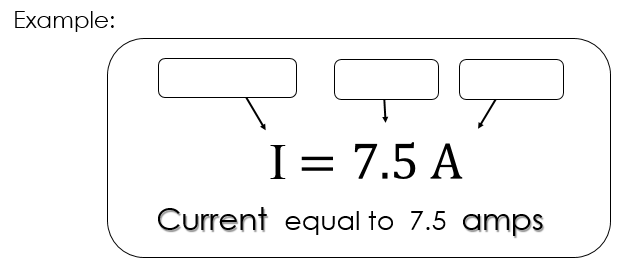 Example:
I = 7.5 A
Current equal to 7.5 amps